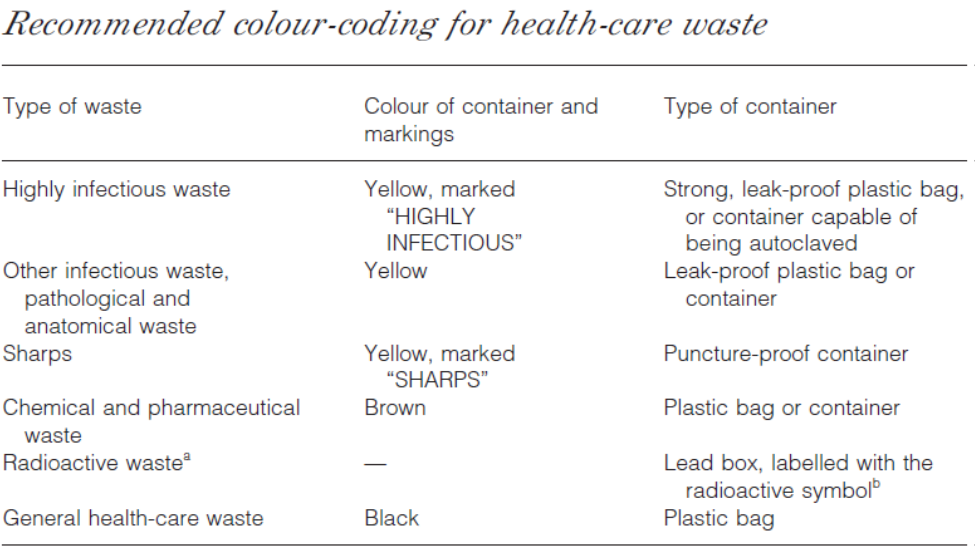 Recommended colour-coding for health-care waste
Type of waste
Colour of container and
markings
Type of container
Highly infectious waste
Yellow, marked
“HIGHLY
INFECTIOUS”
Strong, leak-proof plastic bag,
or container capable of
being autoclaved
Other infectious waste,
pathological and
anatomical waste
Yellow
Leak-proof plastic bag or
container
Sharps
Yellow, marked
“SHARPS”
Puncture-proof container
Chemical and pharmaceutical
waste
Brown
Plastic bag or container
Radioactive wasteᵃ
—
Lead box, labelled with the
radioactive symbolᵇ
General health-care waste
Black
Plastic bag